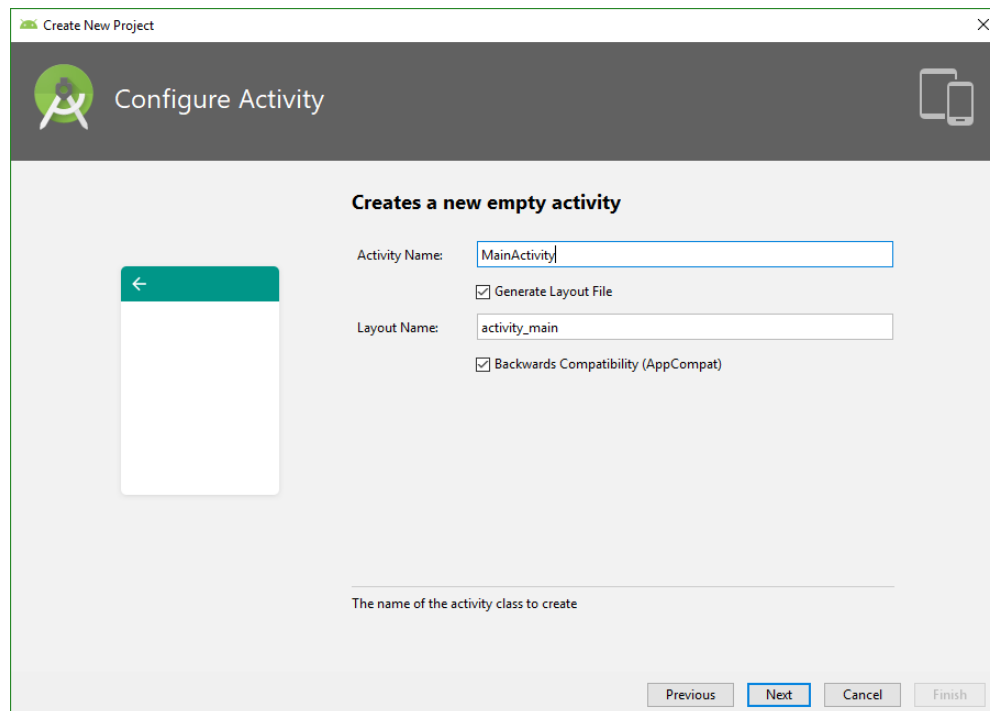 Create New Project
Configure Activity
Creates a new empty activity
Activity Name: MainActivity
Generate Layout File
Layout Name: activity_main
Backwards Compatibility (AppCompat)
The name of the activity class to create
Previous Next Cancel Finish